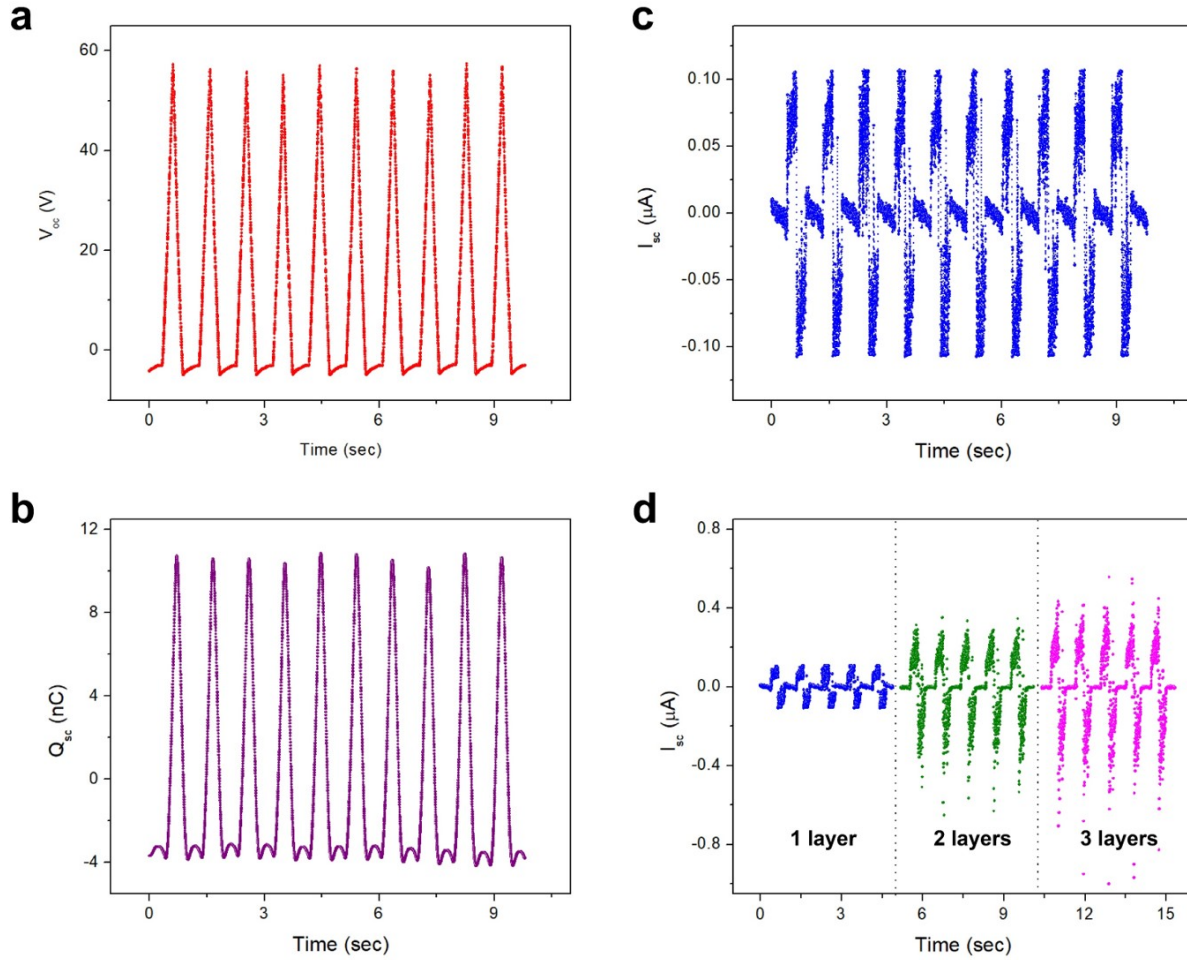 a
60
40
20
0
V_oc (V)
0 3 6 9
Time (sec)
c
0.10
0.05
0.00
-0.05
-0.10
I_sc (μA)
0 3 6 9
Time (sec)
b
12
8
4
0
-4
Q_sc (nC)
0 3 6 9
Time (sec)
d
0.8
0.4
0.0
-0.4
-0.8
I_sc (μA)
1 layer 2 layers 3 layers
0 3 6 9 12 15
Time (sec)